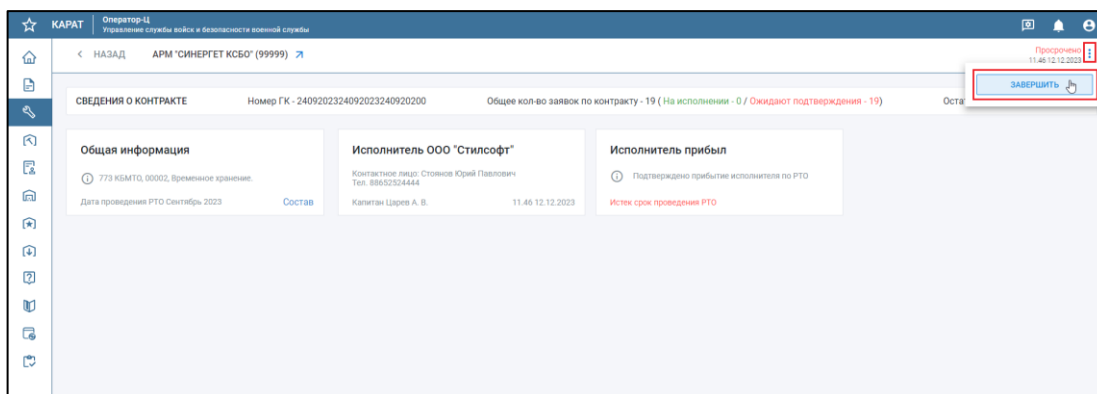 КАРАТ
Оператор-Ц
Управление службы войск и безопасности военной службы
НАЗАД
АРМ "СИНЕРГЕТ КСБО" (99999)
Просрочено
11.46 12.12.2023
ЗАВЕРШИТЬ
СВЕДЕНИЯ О КОНТРАКТЕ
Номер ГК - 2409202324092023240920200
Общее кол-во заявок по контракту - 19 ( На исполнении - 0 / Ожидают подтверждения - 19)
Общая информация
773 КБМТО, 00002, Временное хранение.
Дата проведения РТО Сентябрь 2023
Состав
Исполнитель ООО "Стилсофт"
Контактное лицо: Стоянов Юрий Павлович
Тел. 88652524444
Капитан Царев А. В.
11.46 12.12.2023
Исполнитель прибыл
Подтверждено прибытие исполнителя по РТО
Истек срок проведения РТО